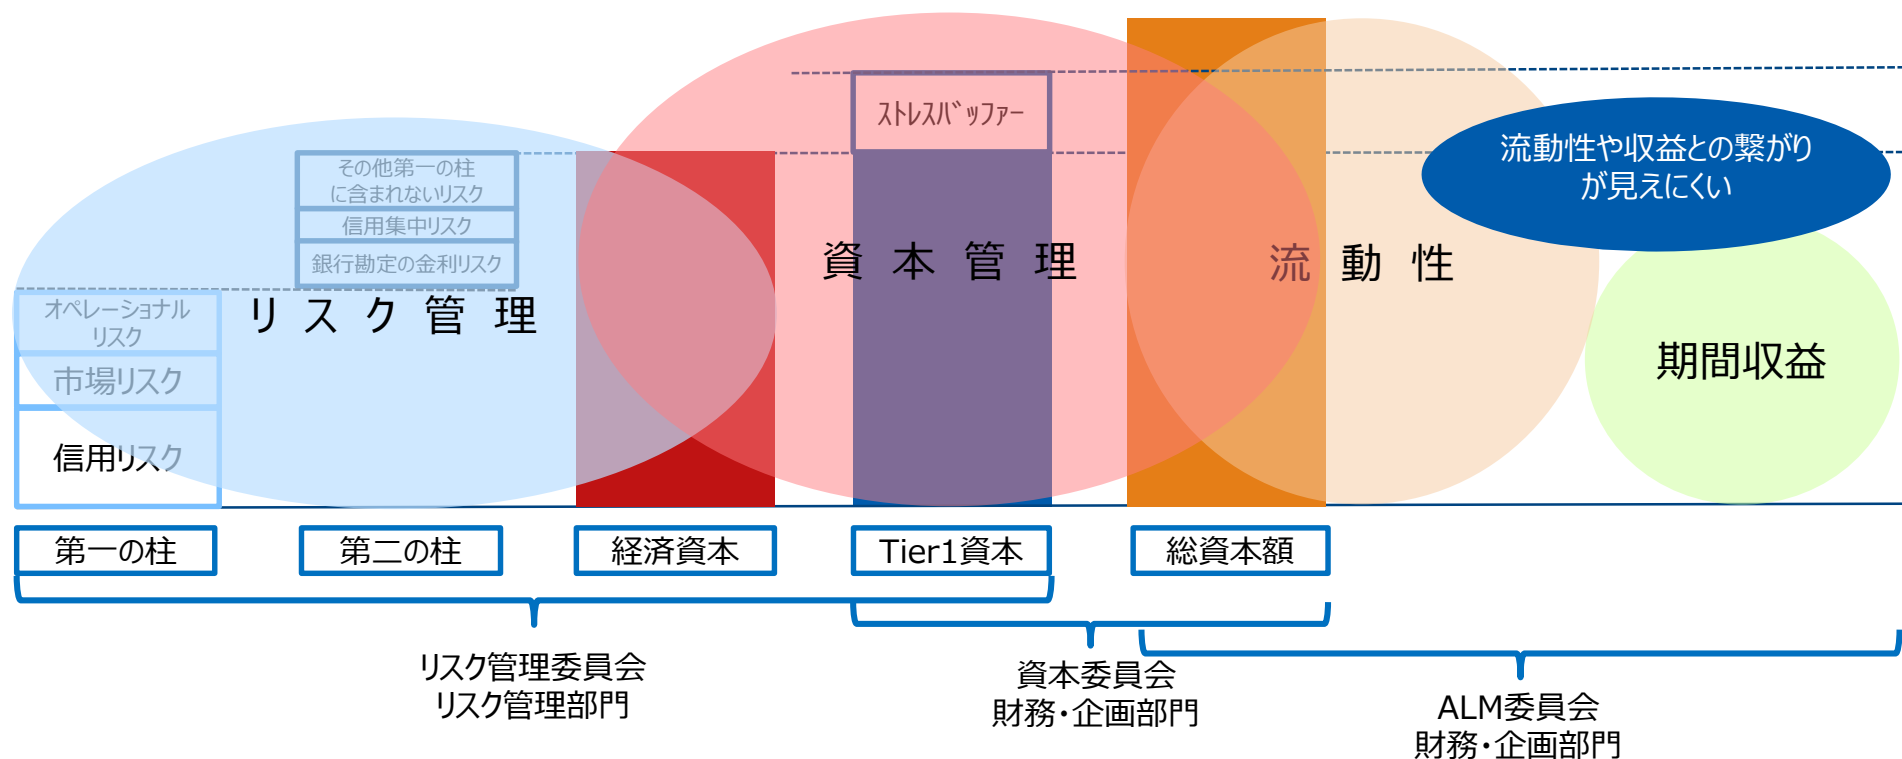 ストレスバッファー
流動性や収益との繋がり
が見えにくい
その他第一の柱
に含まれないリスク
信用集中リスク
銀行勘定の金利リスク
資本管理
流動性
リスク管理
オペレーショナル
リスク
市場リスク
信用リスク
期間収益
第一の柱
第二の柱
経済資本
Tier1資本
総資本額
リスク管理委員会
リスク管理部門
資本委員会
財務・企画部門
ALM委員会
財務・企画部門